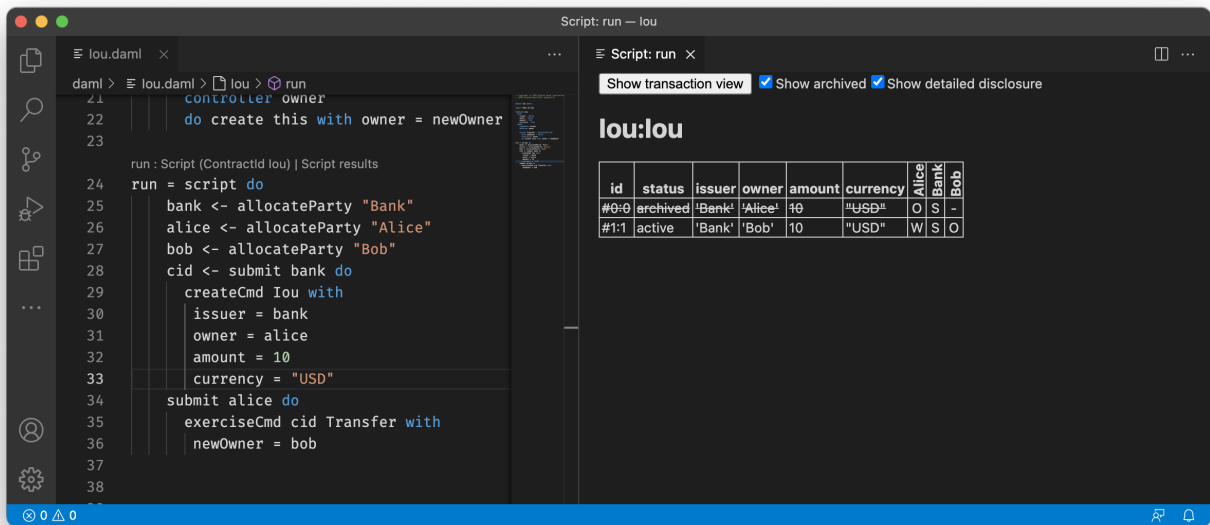 Script: run — Iou
Iou.daml
daml > Iou.daml > Iou > run
21 controller owner
22 do create this with owner = newOwner
23
run : Script (ContractId Iou) | Script results
24 run = script do
25 bank <- allocateParty "Bank"
26 alice <- allocateParty "Alice"
27 bob <- allocateParty "Bob"
28 cid <- submit bank do
29 createCmd Iou with
30 issuer = bank
31 owner = alice
32 amount = 10
33 currency = "USD"
34 submit alice do
35 exerciseCmd cid Transfer with
36 newOwner = bob
37
38
Script: run
Show transaction view Show archived Show detailed disclosure
Iou:Iou
id status issuer owner amount currency Alice Bank Bob
#0:0 archived 'Bank' 'Alice' 10 "USD" O S -
#1:1 active 'Bank' 'Bob' 10 "USD" W S O
0 0